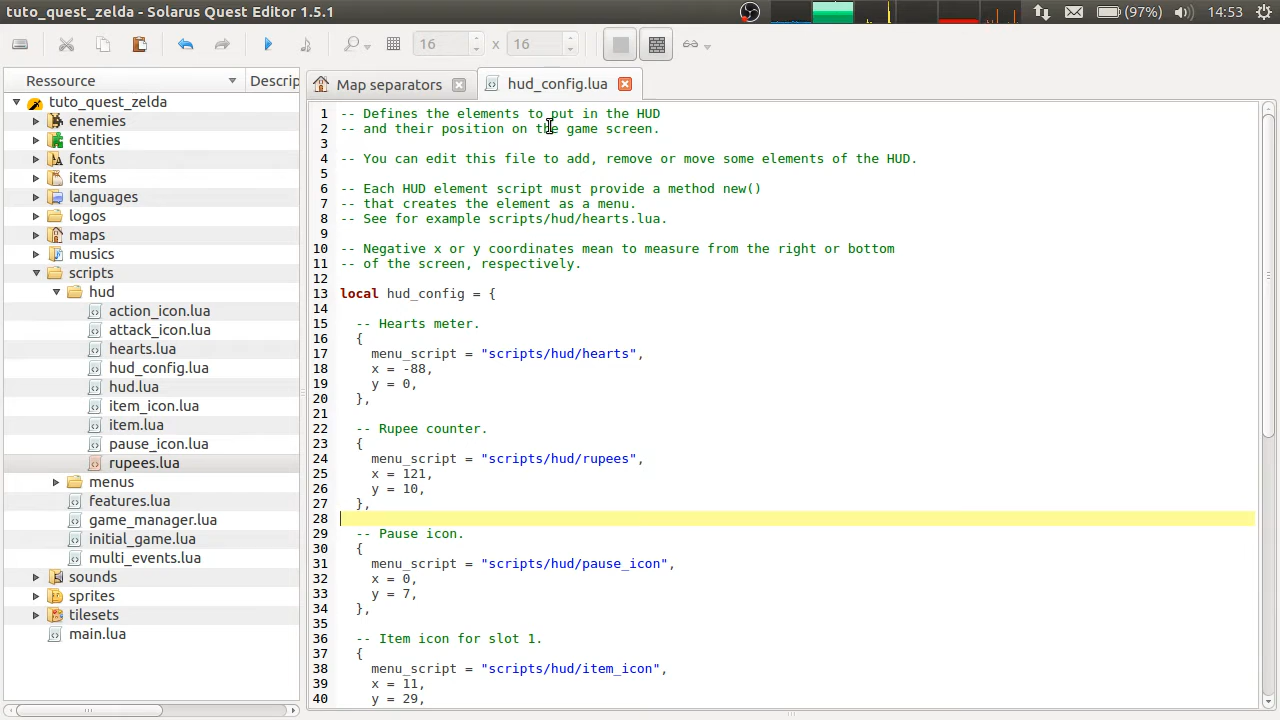 tuto_quest_zelda - Solarus Quest Editor 1.5.1
(97%)
14:53
16 x 16
Ressource
Descrip
Map separators
hud_config.lua
tuto_quest_zelda
enemies
entities
fonts
items
languages
logos
maps
musics
scripts
hud
action_icon.lua
attack_icon.lua
hearts.lua
hud_config.lua
hud.lua
item_icon.lua
item.lua
pause_icon.lua
rupees.lua
menus
features.lua
game_manager.lua
initial_game.lua
multi_events.lua
sounds
sprites
tilesets
main.lua
1 -- Defines the elements to put in the HUD
2 -- and their position on the game screen.
3
4 -- You can edit this file to add, remove or move some elements of the HUD.
5
6 -- Each HUD element script must provide a method new()
7 -- that creates the element as a menu.
8 -- See for example scripts/hud/hearts.lua.
9
10 -- Negative x or y coordinates mean to measure from the right or bottom
11 -- of the screen, respectively.
12
13 local hud_config = {
14
15 -- Hearts meter.
16 {
17 menu_script = "scripts/hud/hearts",
18 x = -88,
19 y = 0,
20 },
21
22 -- Rupee counter.
23 {
24 menu_script = "scripts/hud/rupees",
25 x = 121,
26 y = 10,
27 },
28
29 -- Pause icon.
30 {
31 menu_script = "scripts/hud/pause_icon",
32 x = 0,
33 y = 7,
34 },
35
36 -- Item icon for slot 1.
37 {
38 menu_script = "scripts/hud/item_icon",
39 x = 11,
40 y = 29,